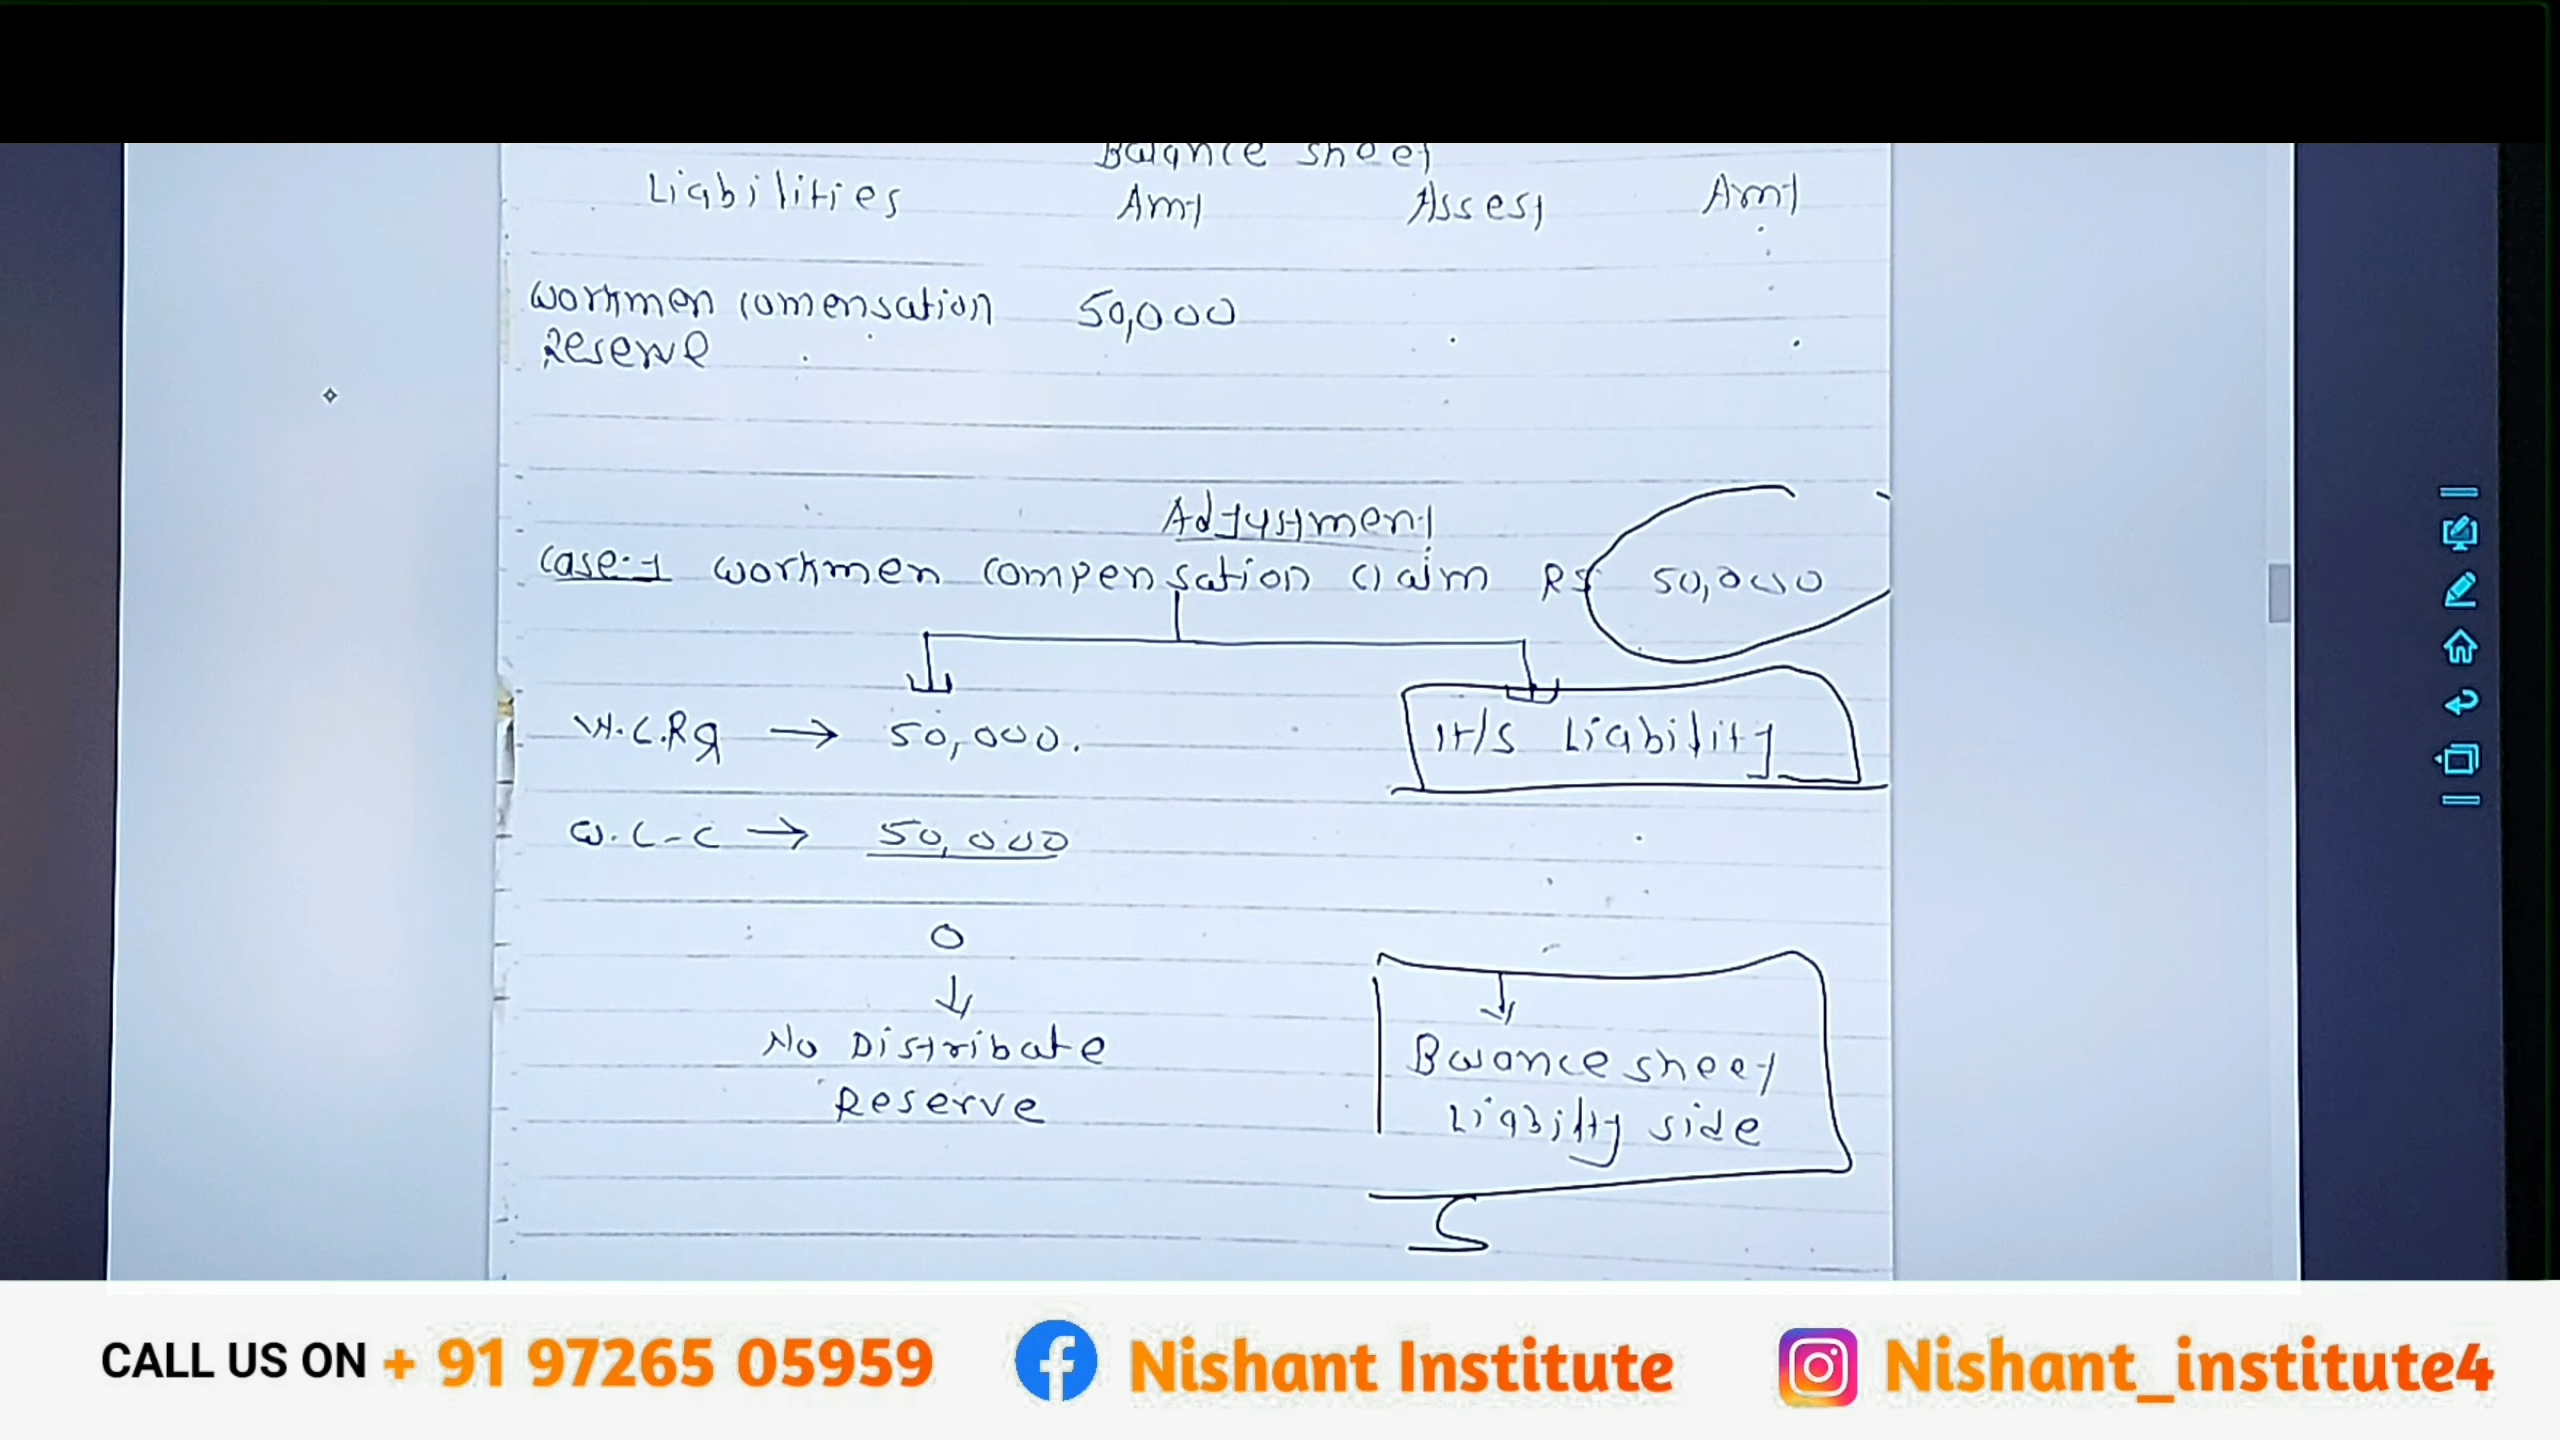 Balance sheet
Liabilities Amt Assest Amt
Workmen comensation 50,000
Reserve
Adjustment
Case:-1 Workmen compensation claim Rs 50,000
W.C.R → 50,000.
W.C-C → 50,000
It/s Liability
0
No Distribate
Reserve
Balance sheet
Liability side
CALL US ON + 91 97265 05959 Nishant Institute Nishant_institute4